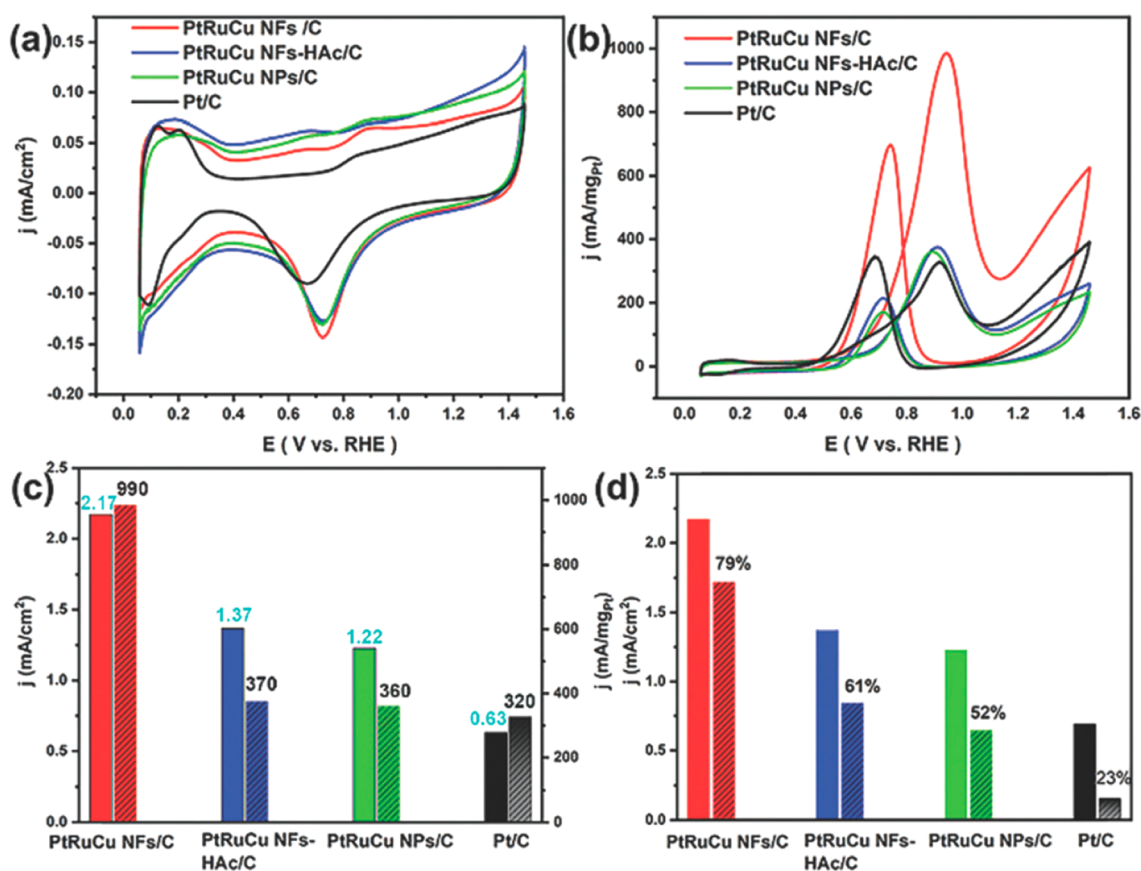 (a)
PtRuCu NFs /C
PtRuCu NFs-HAc/C
PtRuCu NPs/C
Pt/C
0.15
0.10
0.05
0.00
-0.05
-0.10
-0.15
-0.20
j (mA/cm²)
0.0 0.2 0.4 0.6 0.8 1.0 1.2 1.4 1.6
E ( V vs. RHE )
(b)
PtRuCu NFs/C
PtRuCu NFs-HAc/C
PtRuCu NPs/C
Pt/C
1000
800
600
400
200
0
j (mA/mgPt)
0.0 0.2 0.4 0.6 0.8 1.0 1.2 1.4 1.6
E ( V vs. RHE )
(c)
2.5
2.0
1.5
1.0
0.5
0.0
j (mA/cm²)
2.17 990
1.37 370
1.22 360
0.63 320
1000
800
600
400
200
0
j (mA/mgPt)
PtRuCu NFs/C PtRuCu NFs- PtRuCu NPs/C Pt/C
HAc/C
(d)
2.5
2.0
1.5
1.0
0.5
0.0
j (mA/cm²)
79%
61%
52%
23%
PtRuCu NFs/C PtRuCu NFs- PtRuCu NPs/C Pt/C
HAc/C